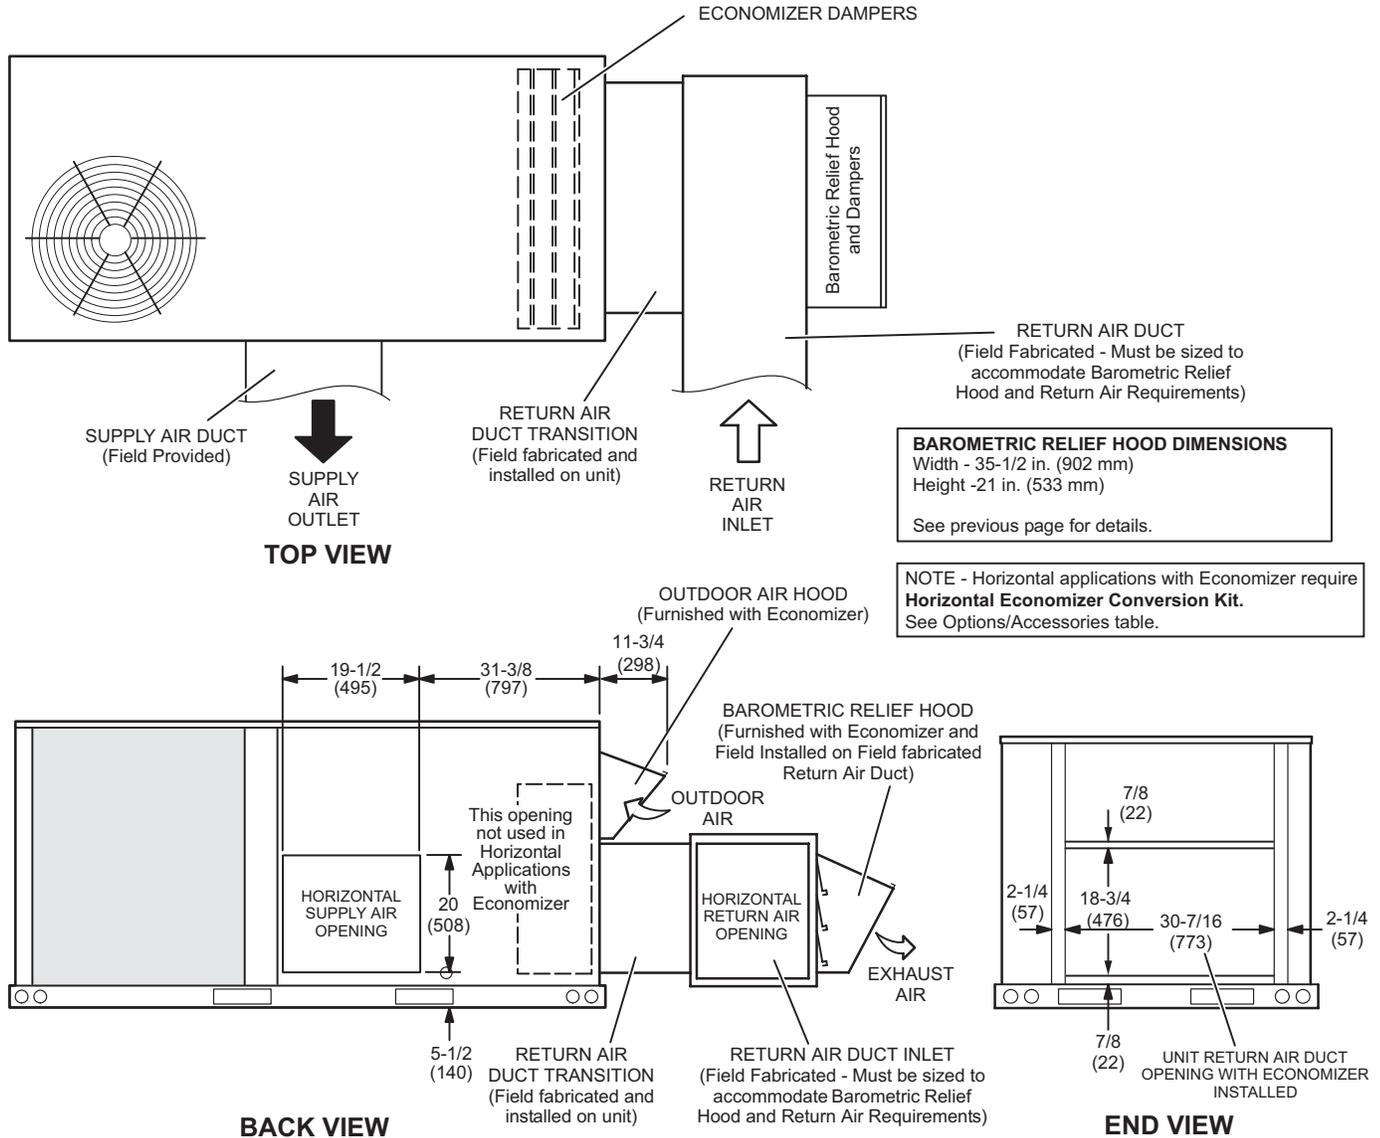 ECONOMIZER DAMPERS
Barometric Relief Hood
and Dampers
RETURN AIR DUCT
(Field Fabricated - Must be sized to
accommodate Barometric Relief
Hood and Return Air Requirements)
SUPPLY AIR DUCT
(Field Provided)
SUPPLY
AIR
OUTLET
RETURN AIR
DUCT TRANSITION
(Field fabricated and
installed on unit)
RETURN
AIR
INLET
TOP VIEW
BAROMETRIC RELIEF HOOD DIMENSIONS
Width - 35-1/2 in. (902 mm)
Height -21 in. (533 mm)
See previous page for details.
NOTE - Horizontal applications with Economizer require
Horizontal Economizer Conversion Kit.
See Options/Accessories table.
OUTDOOR AIR HOOD
(Furnished with Economizer)
19-1/2
(495)
31-3/8
(797)
11-3/4
(298)
BAROMETRIC RELIEF HOOD
(Furnished with Economizer and
Field Installed on Field fabricated
Return Air Duct)
OUTDOOR
AIR
This opening
not used in
Horizontal
Applications
with
Economizer
HORIZONTAL
SUPPLY AIR
OPENING
20
(508)
HORIZONTAL
RETURN AIR
OPENING
EXHAUST
AIR
5-1/2
(140)
RETURN AIR
DUCT TRANSITION
(Field fabricated and
installed on unit)
RETURN AIR DUCT INLET
(Field Fabricated - Must be sized to
accommodate Barometric Relief
Hood and Return Air Requirements)
BACK VIEW
7/8
(22)
2-1/4
(57)
18-3/4
(476)
30-7/16
(773)
2-1/4
(57)
7/8
(22)
UNIT RETURN AIR DUCT
OPENING WITH ECONOMIZER
INSTALLED
END VIEW